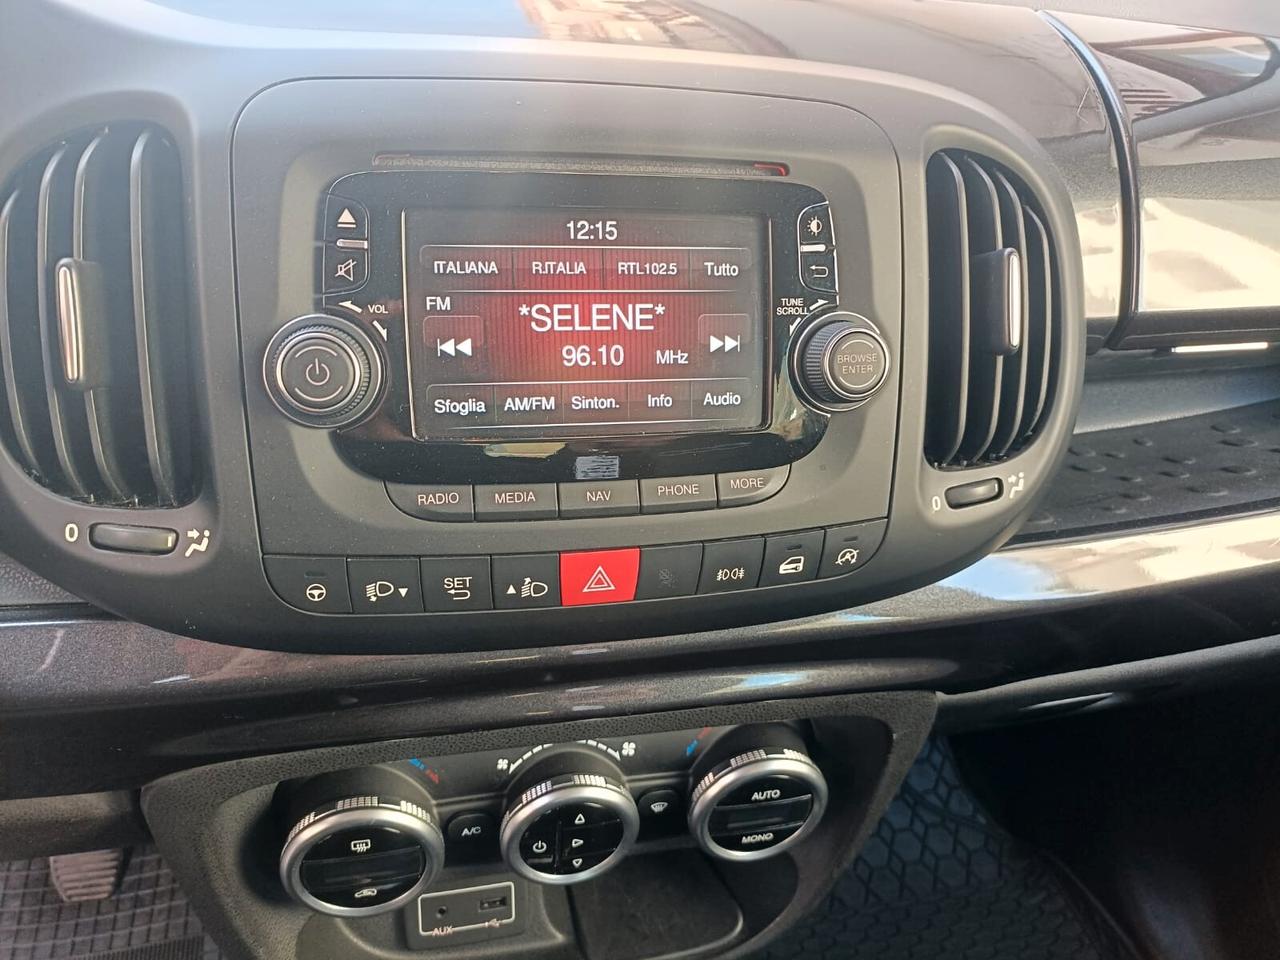 12:15
ITALIANA R.ITALIA RTL102.5 Tutto
FM
*SELENE*
96.10 MHz
Sfoglia AM/FM Sinton. Info Audio
VOL
TUNE
SCROLL
BROWSE
ENTER
RADIO MEDIA NAV PHONE MORE
0
0
SET
A/C
AUTO
MONO
AUX